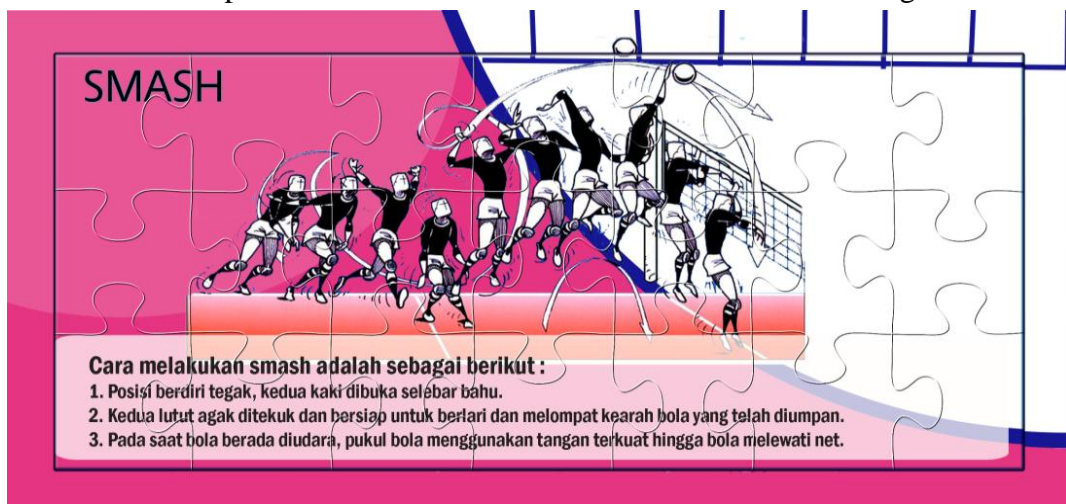 SMASH
Cara melakukan smash adalah sebagai berikut :
1. Posisi berdiri tegak, kedua kaki dibuka selebar bahu.
2. Kedua lutut agak ditekuk dan bersiap untuk berlari dan melompat kearah bola yang telah diumpan.
3. Pada saat bola berada diudara, pukul bola menggunakan tangan terkuat hingga bola melewati net.